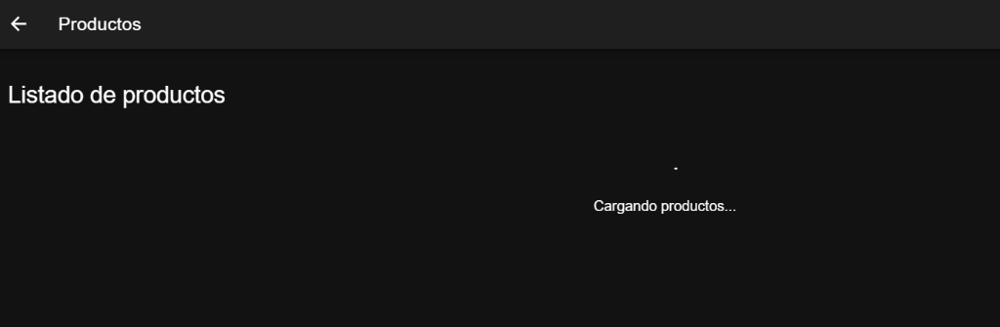 Productos
Listado de productos
Cargando productos...